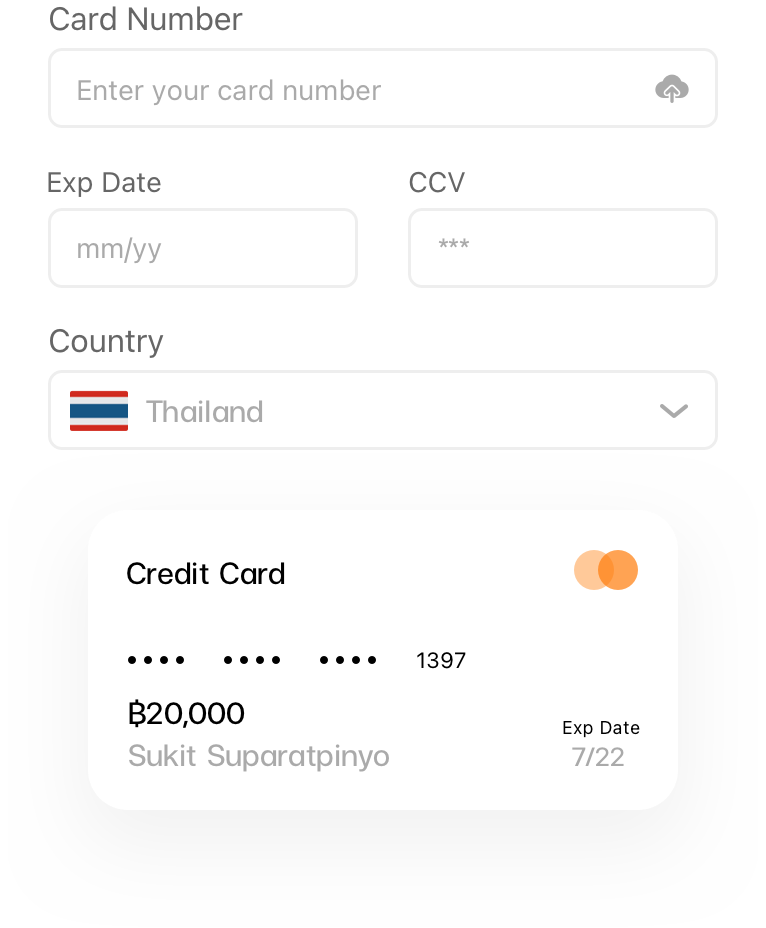 Card Number
Enter your card number
Exp Date CCV
mm/yy ***
Country
Thailand
Credit Card
•••• •••• •••• 1397
฿20,000
Exp Date
Sukit Suparatpinyo 7/22